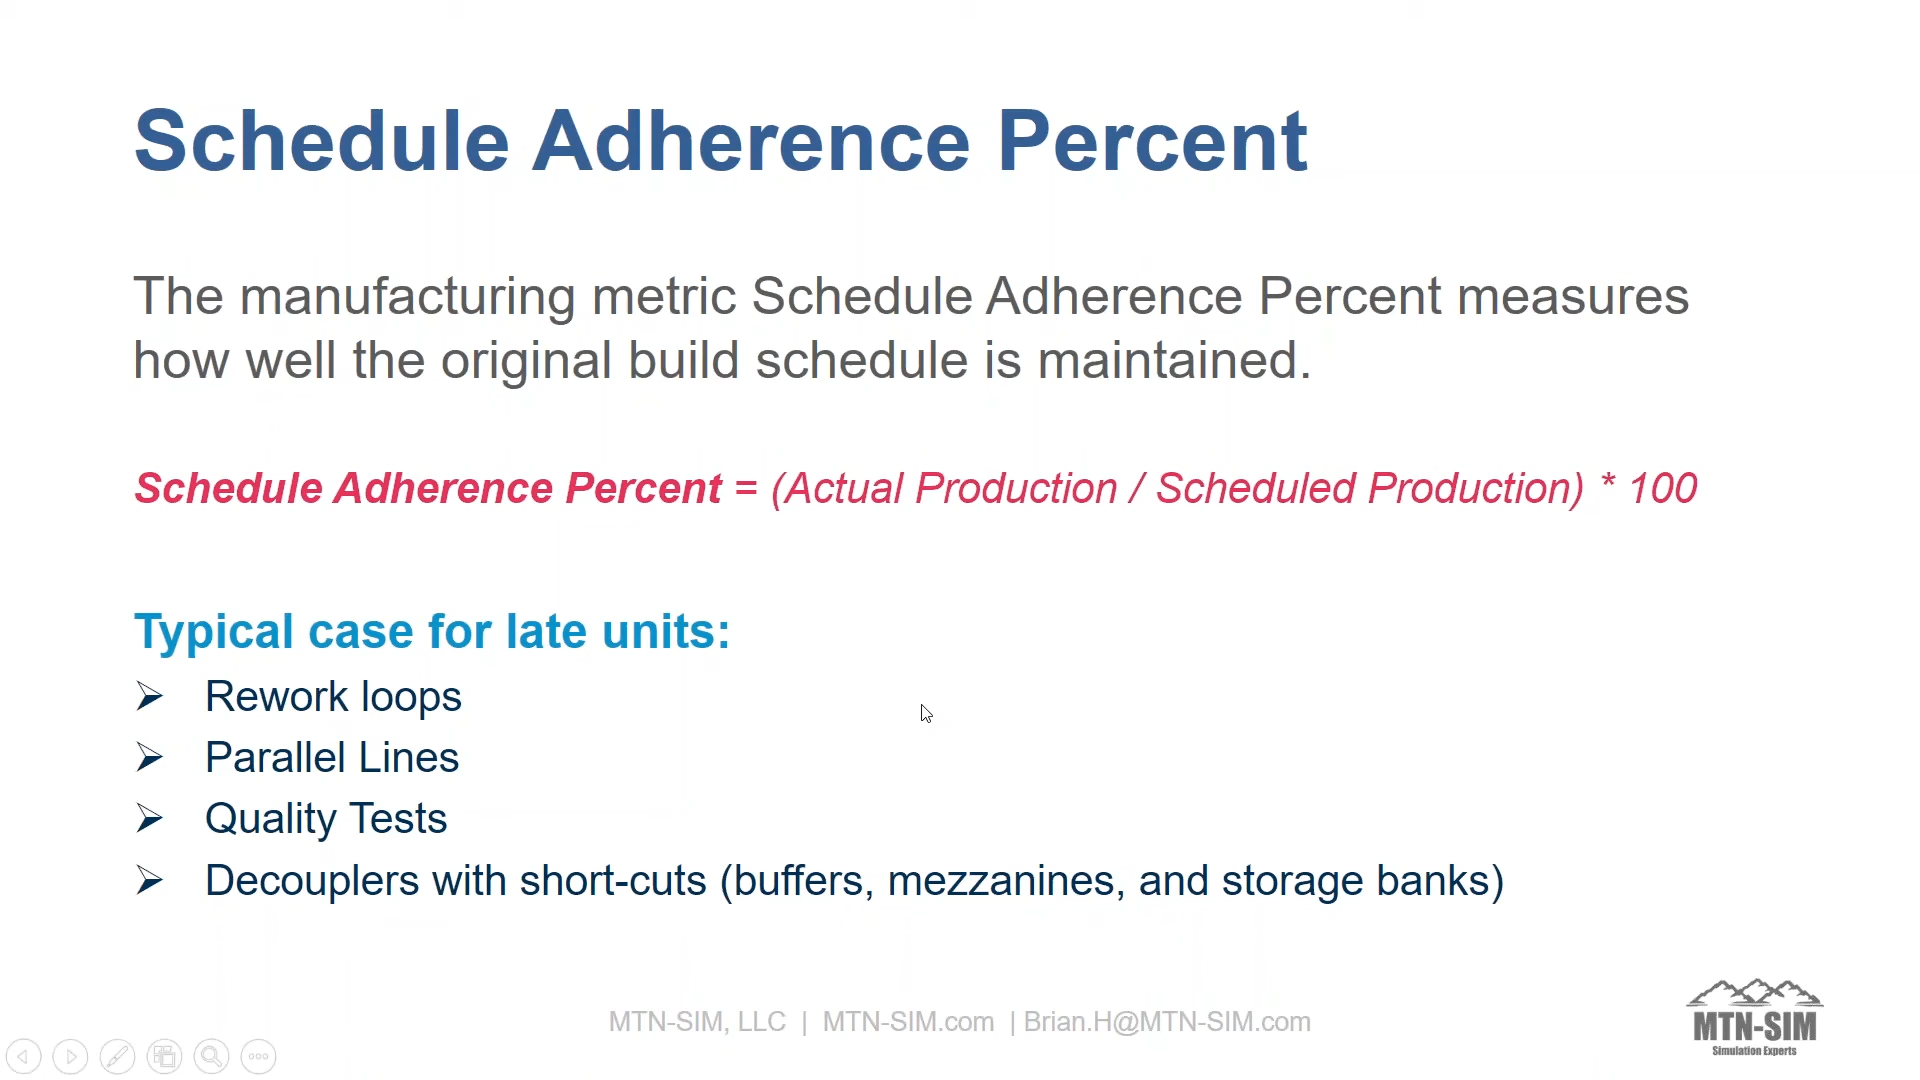 Schedule Adherence Percent
The manufacturing metric Schedule Adherence Percent measures
how well the original build schedule is maintained.
Schedule Adherence Percent = (Actual Production / Scheduled Production) * 100
Typical case for late units:
Rework loops
Parallel Lines
Quality Tests
Decouplers with short-cuts (buffers, mezzanines, and storage banks)
MTN-SIM, LLC | MTN-SIM.com | Brian.H@MTN-SIM.com
MTN-SIM
Simulation Experts